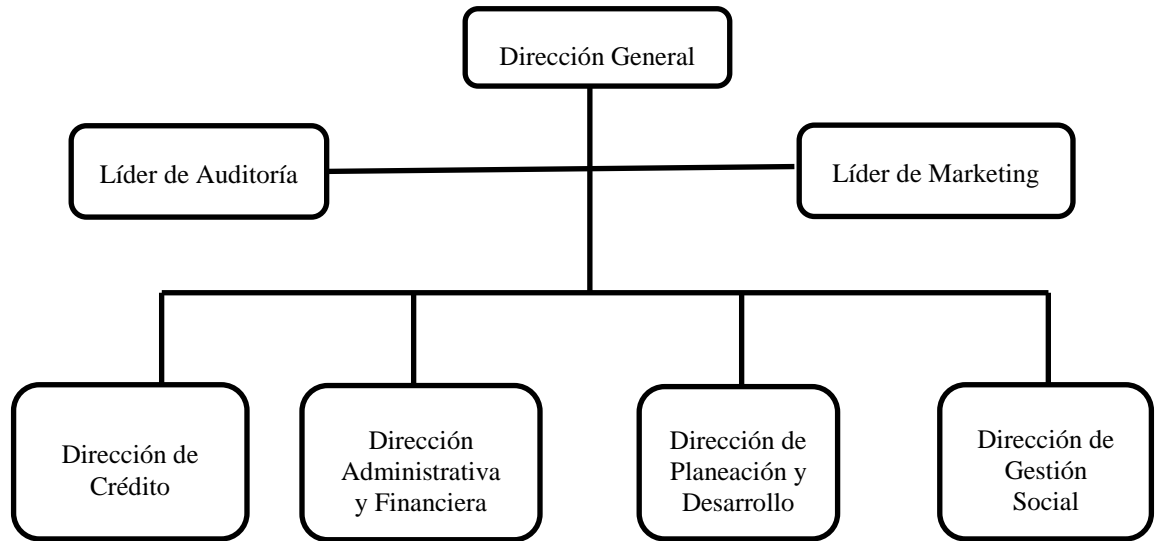 Dirección General
Líder de Auditoría
Líder de Marketing
Dirección de
Crédito
Dirección
Administrativa
y Financiera
Dirección de
Planeación y
Desarrollo
Dirección de
Gestión
Social